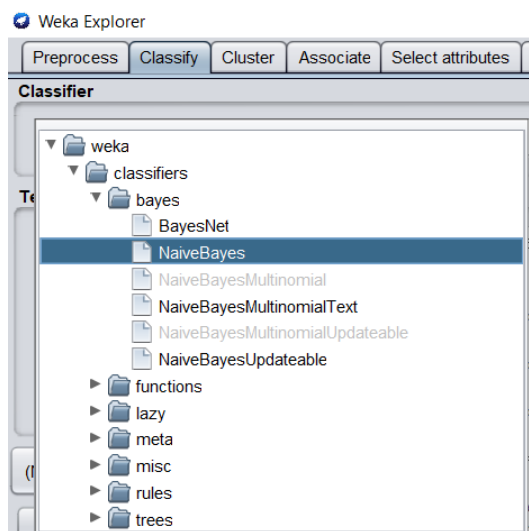 Weka Explorer
Preprocess Classify Cluster Associate Select attributes
Classifier
weka
classifiers
bayes
BayesNet
NaiveBayes
NaiveBayesMultinomial
NaiveBayesMultinomialText
NaiveBayesMultinomialUpdateable
NaiveBayesUpdateable
functions
lazy
meta
misc
rules
trees